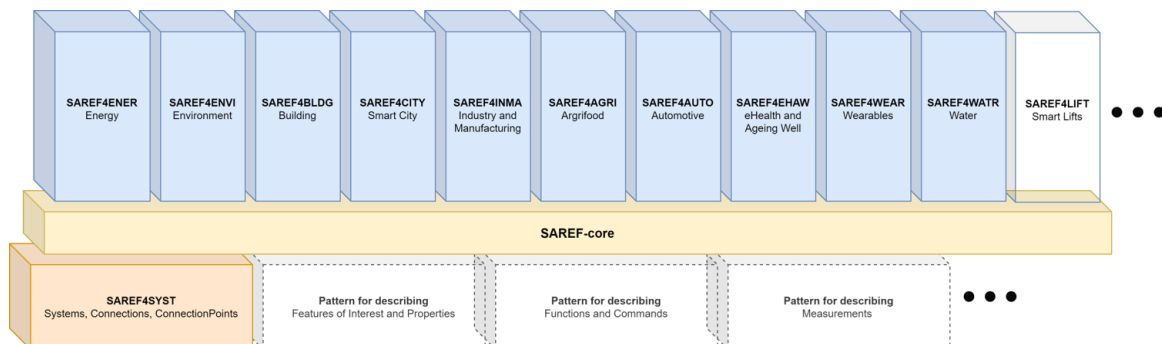 SAREF4ENER
Energy
SAREF4ENVI
Environment
SAREF4BLDG
Building
SAREF4CITY
Smart City
SAREF4INMA
Industry and
Manufacturing
SAREF4AGRI
Argrifood
SAREF4AUTO
Automotive
SAREF4EHAW
eHealth and
Ageing Well
SAREF4WEAR
Wearables
SAREF4WATR
Water
SAREF4LIFT
Smart Lifts
SAREF-core
SAREF4SYST
Systems, Connections, ConnectionPoints
Pattern for describing
Features of Interest and Properties
Pattern for describing
Functions and Commands
Pattern for describing
Measurements